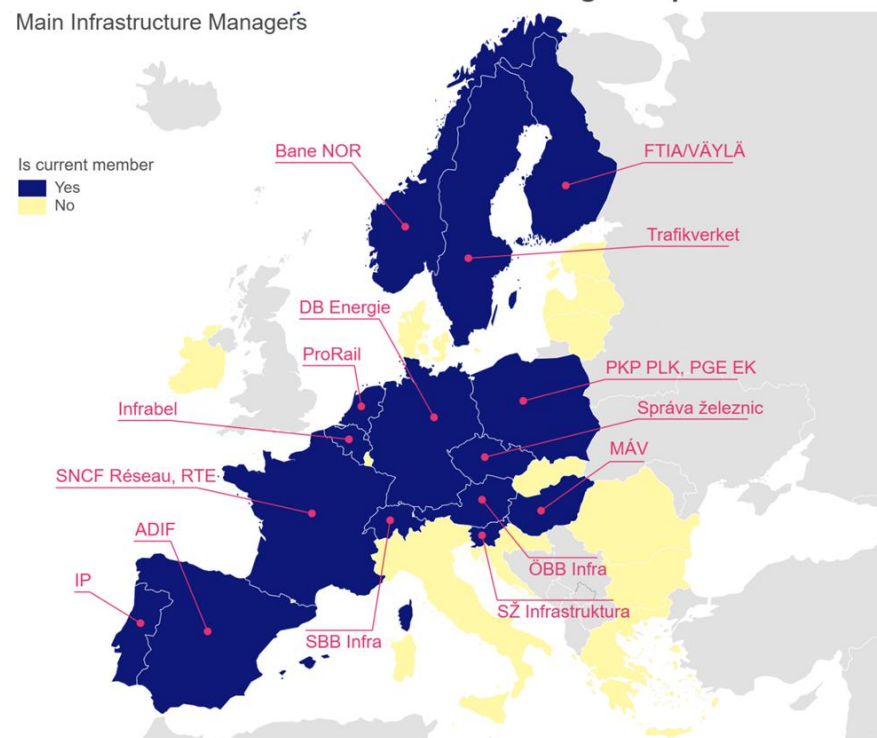 Main Infrastructure Managers
Is current member
Yes
No
Bane NOR
FTIA/VÄYLÄ
Trafikverket
DB Energie
ProRail
PKP PLK, PGE EK
Infrabel
Správa železnic
MÁV
SNCF Réseau, RTE
ADIF
ÖBB Infra
IP
SŽ Infrastruktura
SBB Infra